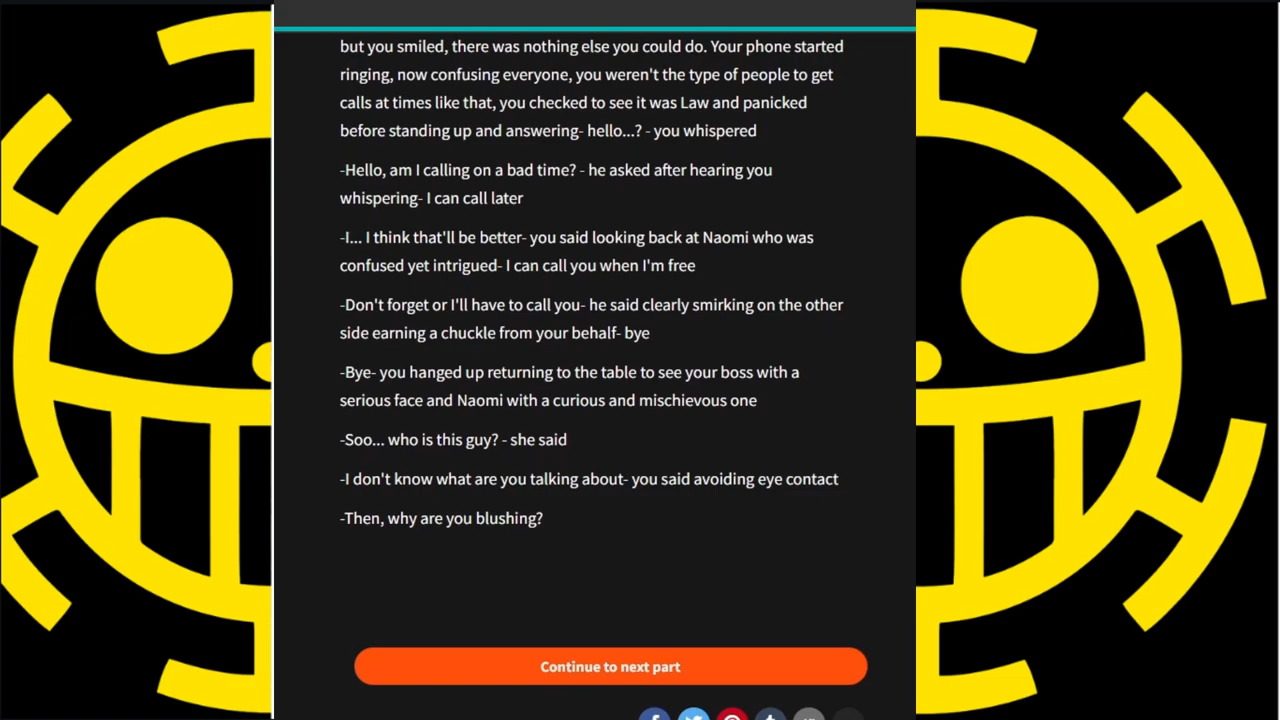 but you smiled, there was nothing else you could do. Your phone started
ringing, now confusing everyone, you weren't the type of people to get
calls at times like that, you checked to see it was Law and panicked
before standing up and answering- hello...? - you whispered
-Hello, am I calling on a bad time? - he asked after hearing you
whispering- I can call later
-I... I think that'll be better- you said looking back at Naomi who was
confused yet intrigued- I can call you when I'm free
-Don't forget or I'll have to call you- he said clearly smirking on the other
side earning a chuckle from your behalf- bye
-Bye- you hanged up returning to the table to see your boss with a
serious face and Naomi with a curious and mischievous one
-Soo... who is this guy? - she said
-I don't know what are you talking about- you said avoiding eye contact
-Then, why are you blushing?
Continue to next part